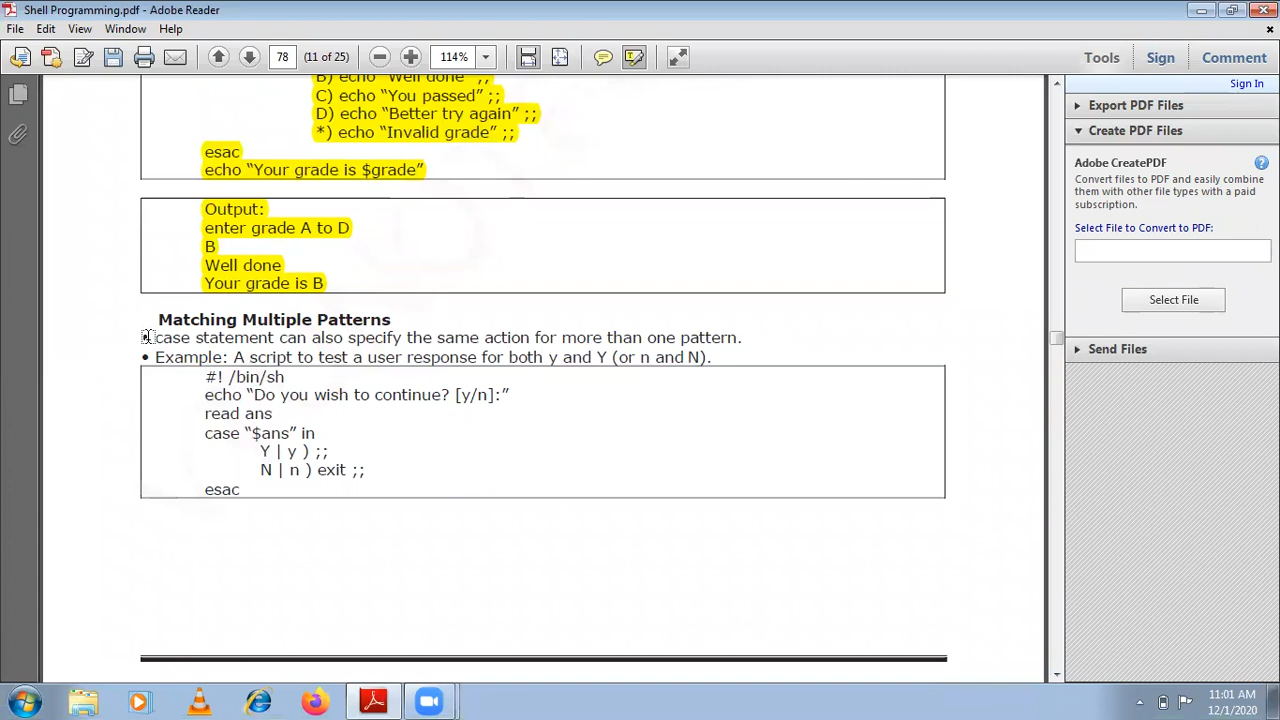 Shell Programming.pdf - Adobe Reader
File Edit View Window Help
78 (11 of 25) 114% Tools Sign Comment
Sign In
B) echo “Well done” ;;
C) echo “You passed” ;;
D) echo “Better try again” ;;
*) echo “Invalid grade” ;;
esac
echo “Your grade is $grade”
Output:
enter grade A to D
B
Well done
Your grade is B
Matching Multiple Patterns
case statement can also specify the same action for more than one pattern.
• Example: A script to test a user response for both y and Y (or n and N).
#! /bin/sh
echo “Do you wish to continue? [y/n]:”
read ans
case “$ans” in
Y | y ) ;;
N | n ) exit ;;
esac
Export PDF Files
Create PDF Files
Adobe CreatePDF
Convert files to PDF and easily combine
them with other file types with a paid
subscription.
Select File to Convert to PDF:
Select File
Send Files
11:01 AM
12/1/2020